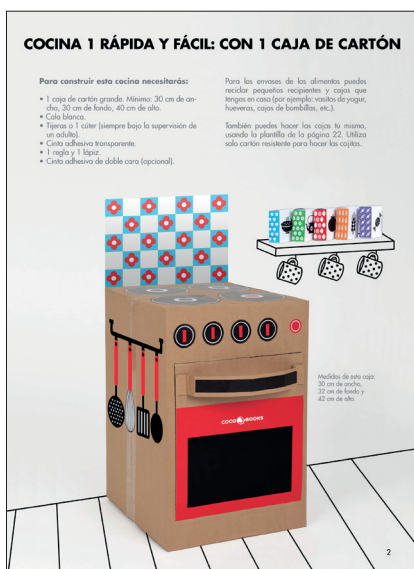 COCINA 1 RÁPIDA Y FÁCIL: CON 1 CAJA DE CARTÓN
Para construir esta cocina necesitarás:
• 1 caja de cartón grande. Mínimo: 30 cm de an-
cho, 30 cm de fondo, 40 cm de alto.
• Cola blanca.
• Tijeras o 1 cúter (siempre bajo la supervisión de
un adulto).
• Cinta adhesiva transparente.
• 1 regla y 1 lápiz.
• Cinta adhesiva de doble cara (opcional).
Para los envases de los alimentos puedes
reciclar pequeños recipientes y cajas que
tengas en casa (por ejemplo: vasitos de yogur,
hueveras, cajas de bombillas, etc.).
También puedes hacer las cajas tú mismo,
usando la plantilla de la página 22. Utiliza
solo cartón resistente para las cajitas.
Medidas de esta caja:
30 cm de ancho,
32 cm de fondo y
42 cm de alto.
COCO BOOKS
2